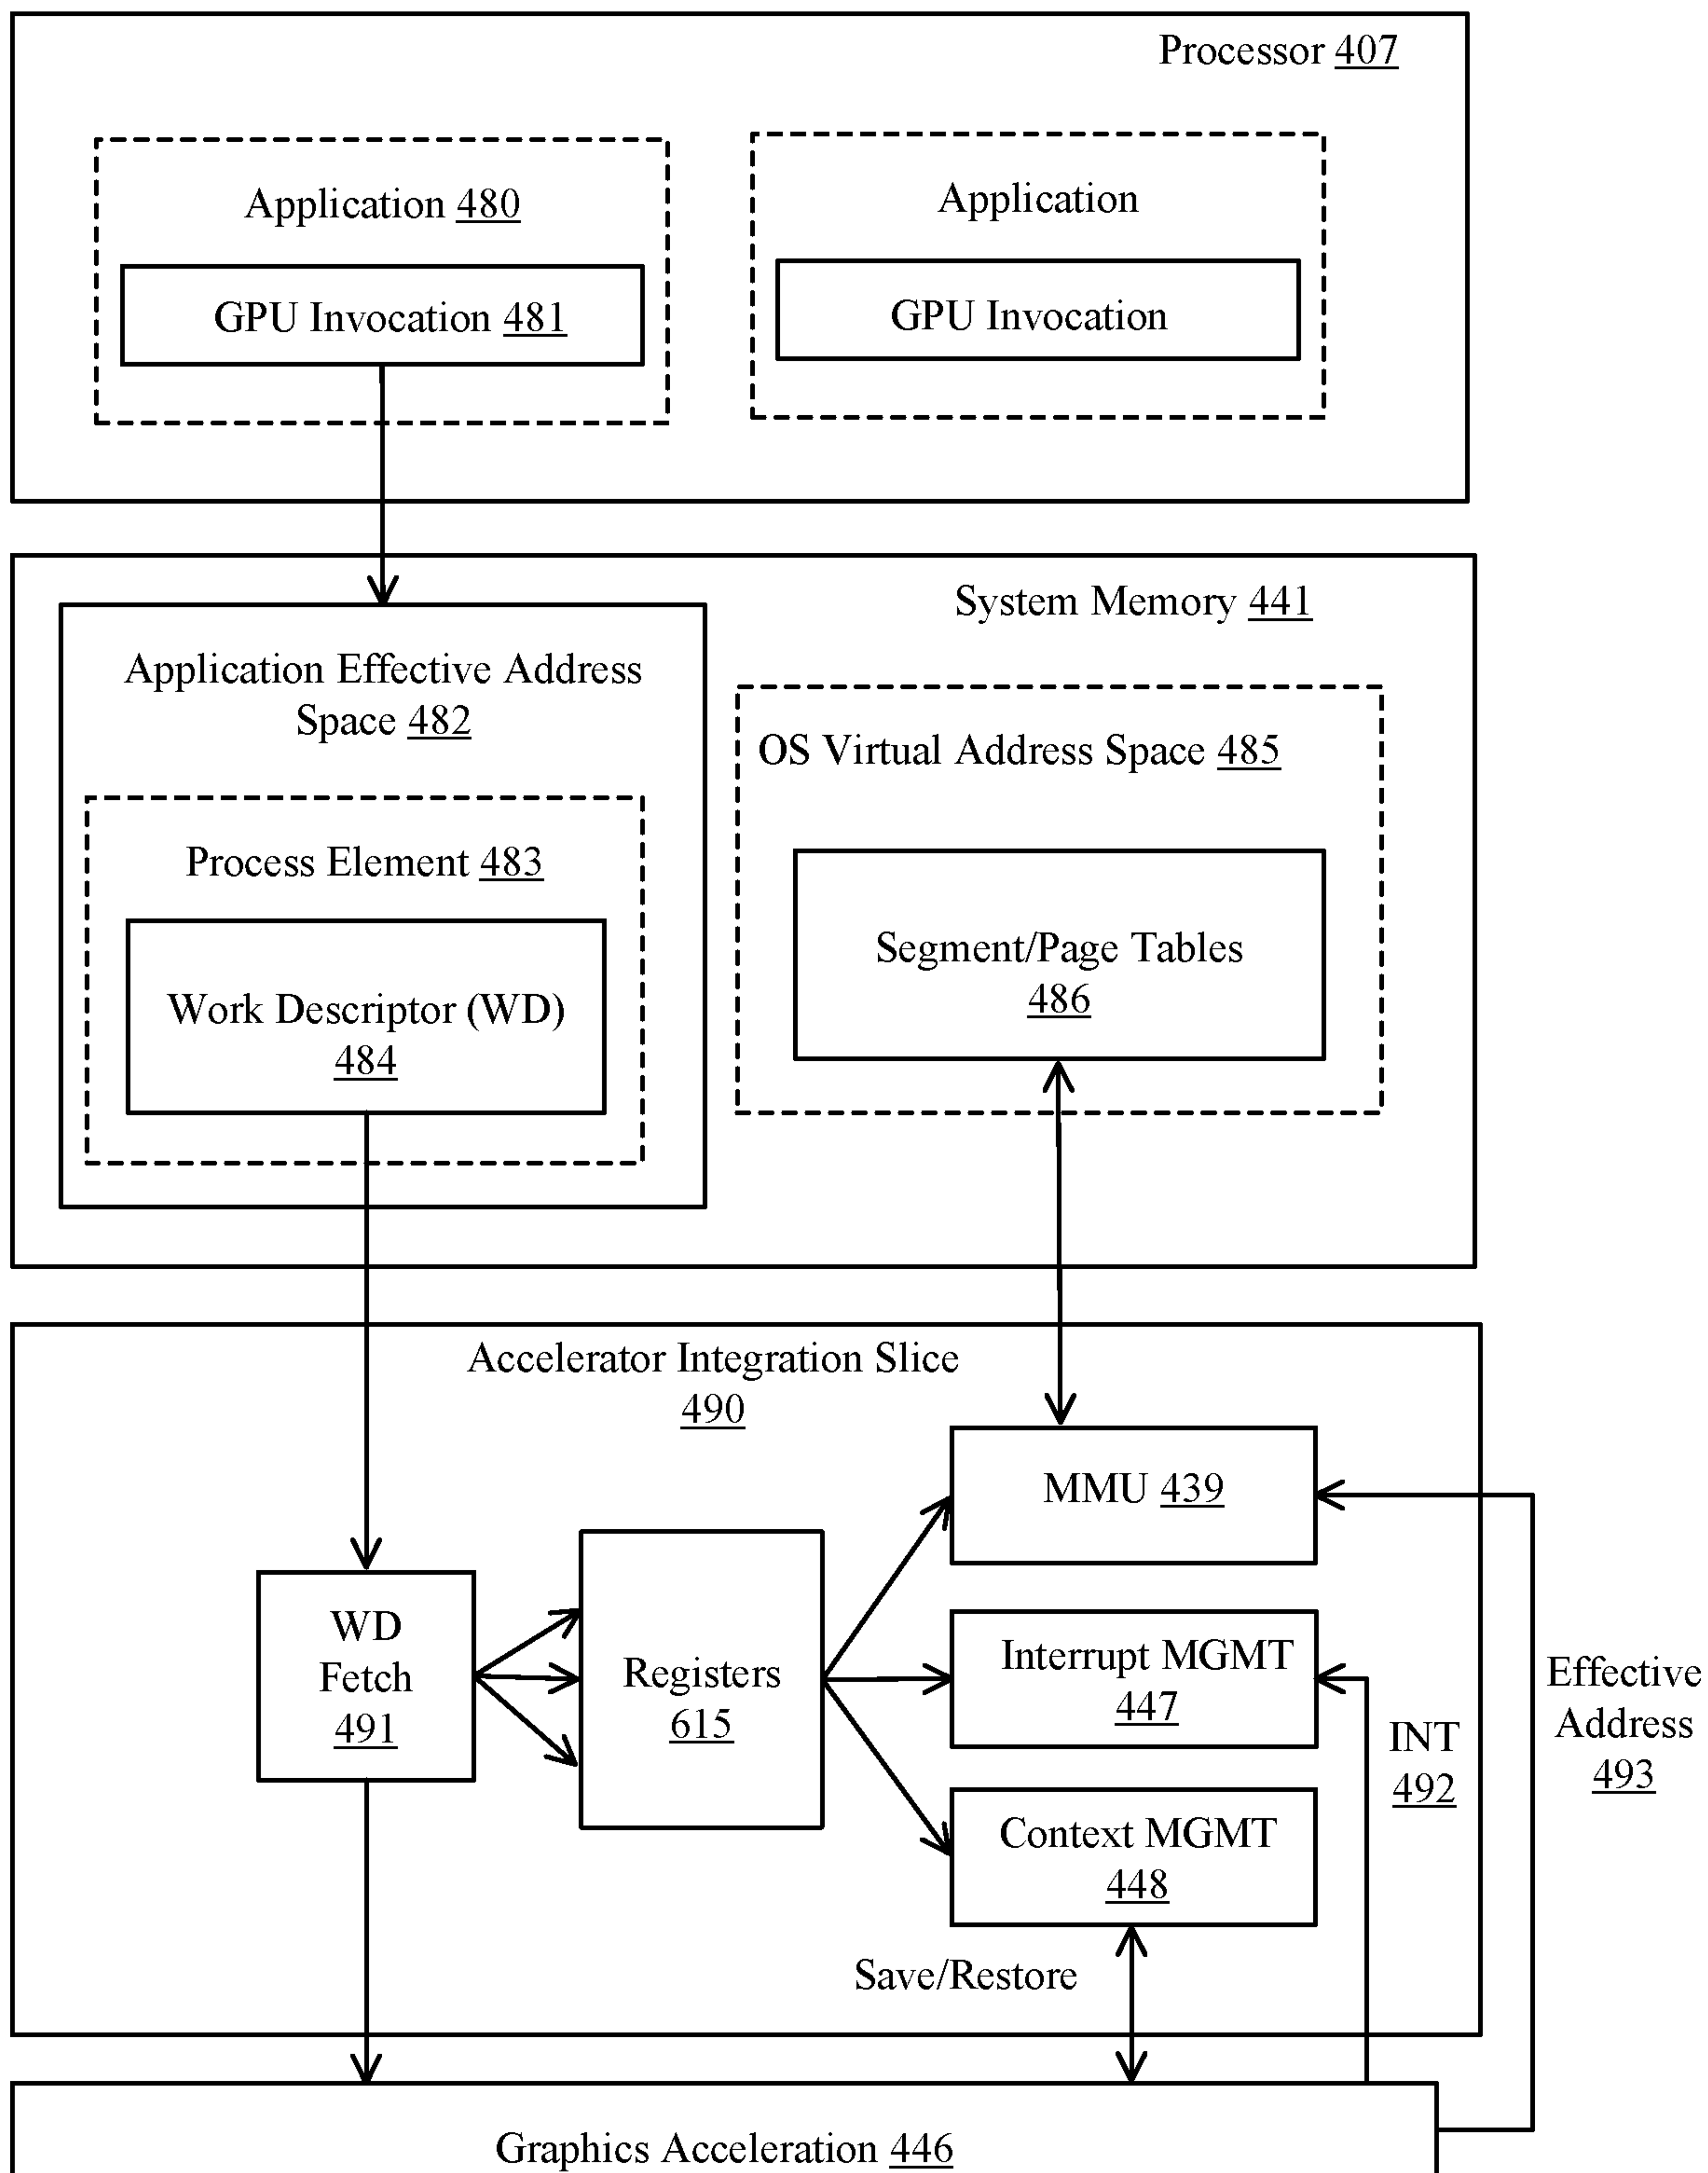 Processor 407
Application 480
GPU Invocation 481
Application
GPU Invocation
System Memory 441
Application Effective Address
Space 482
Process Element 483
Work Descriptor (WD)
484
OS Virtual Address Space 485
Segment/Page Tables
486
Accelerator Integration Slice
490
WD
Fetch
491
Registers
615
MMU 439
Interrupt MGMT
447
Context MGMT
448
Save/Restore
INT
492
Effective
Address
493
Graphics Acceleration 446